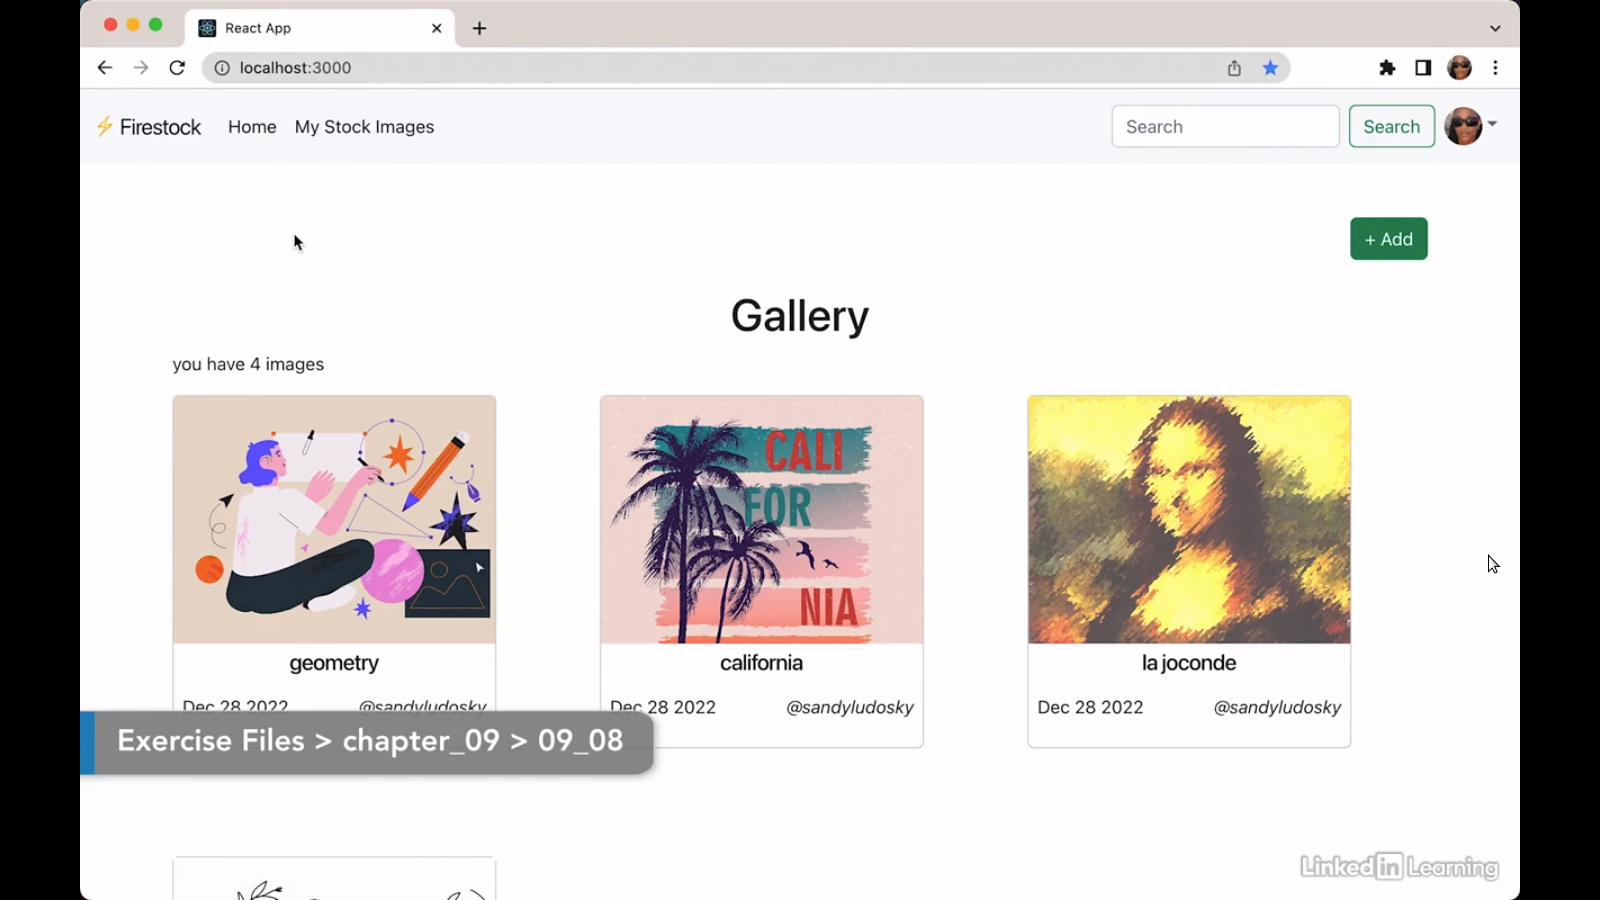 React App
localhost:3000
Firestock
Home
My Stock Images
Search
Search
+ Add
Gallery
you have 4 images
CALI
FOR
NIA
geometry
california
la joconde
Dec 28 2022
@sandyludosky
Dec 28 2022
@sandyludosky
Dec 28 2022
@sandyludosky
Exercise Files > chapter_09 > 09_08
Linked in Learning